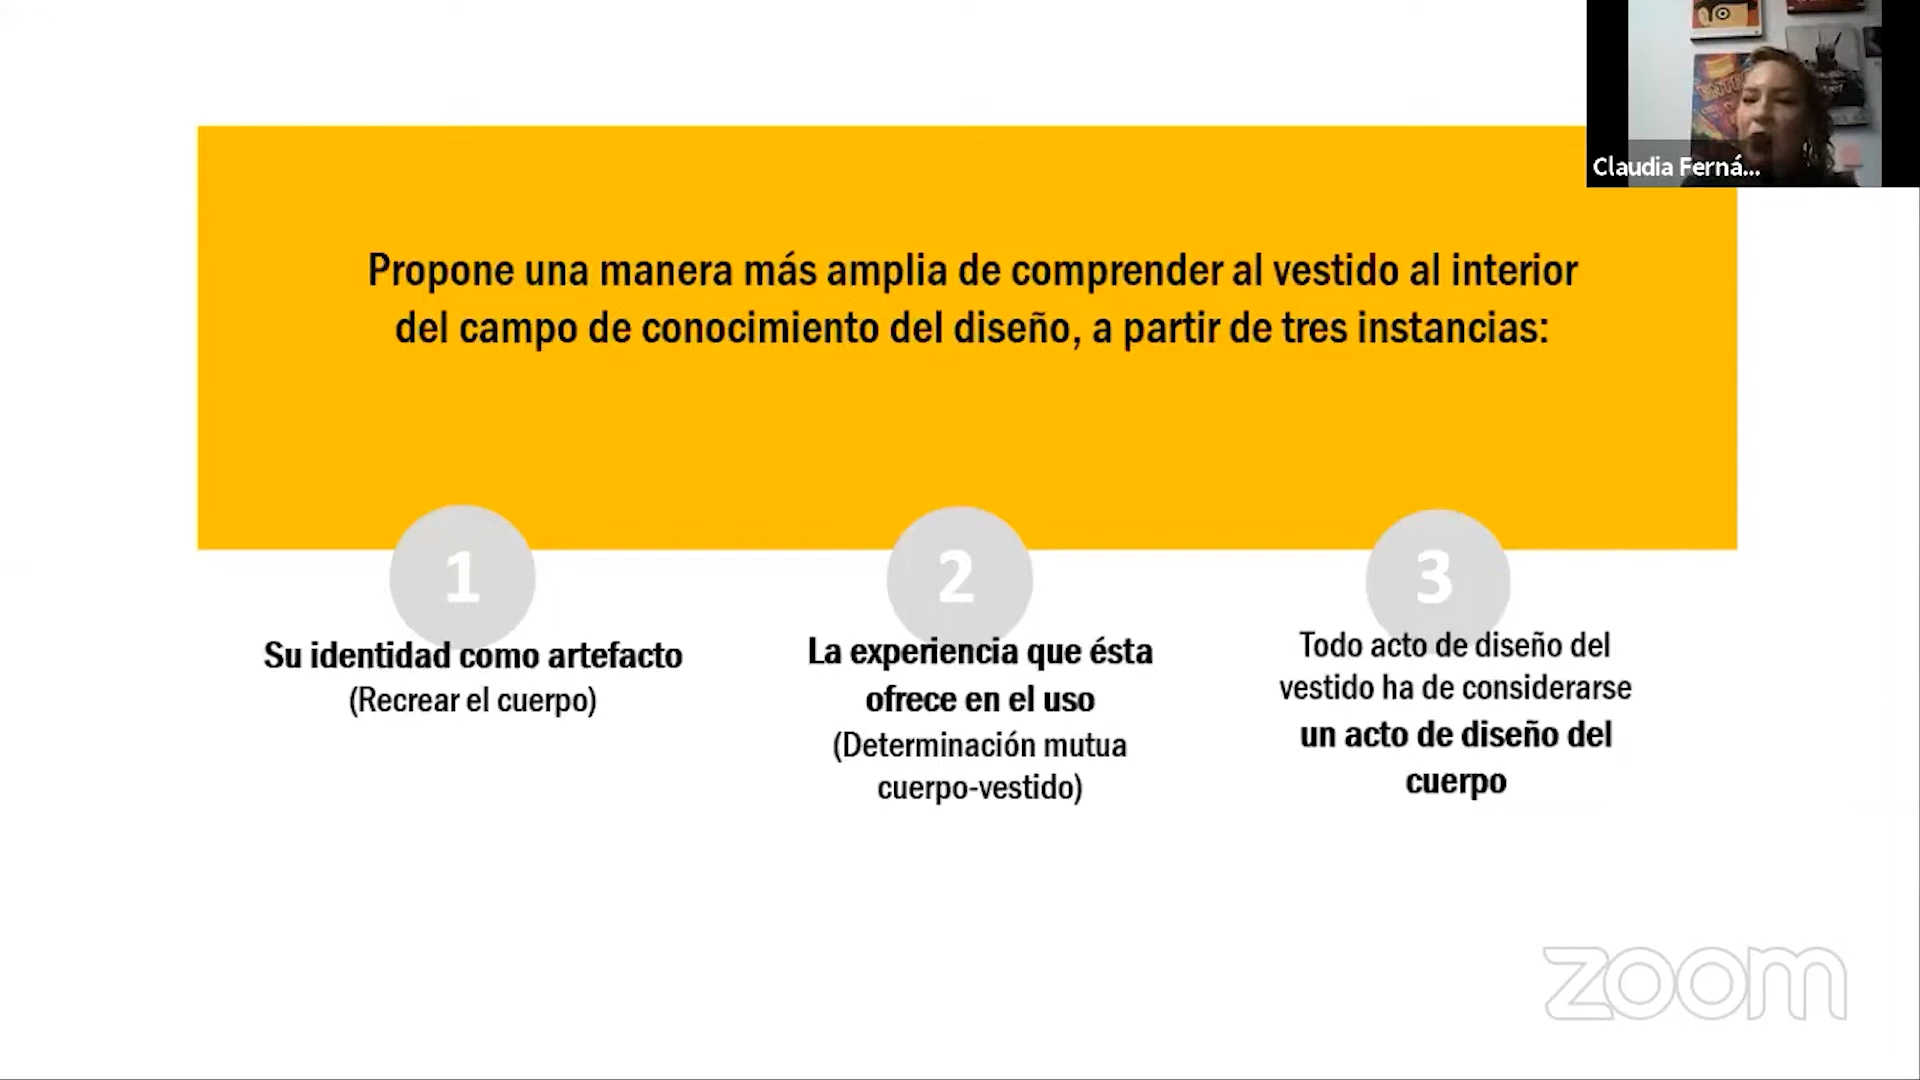 Claudia Ferná...
Propone una manera más amplia de comprender al vestido al interior
del campo de conocimiento del diseño, a partir de tres instancias:
1
Su identidad como artefacto
(Recrear el cuerpo)
2
La experiencia que ésta
ofrece en el uso
(Determinación mutua
cuerpo-vestido)
3
Todo acto de diseño del
vestido ha de considerarse
un acto de diseño del
cuerpo
zoom